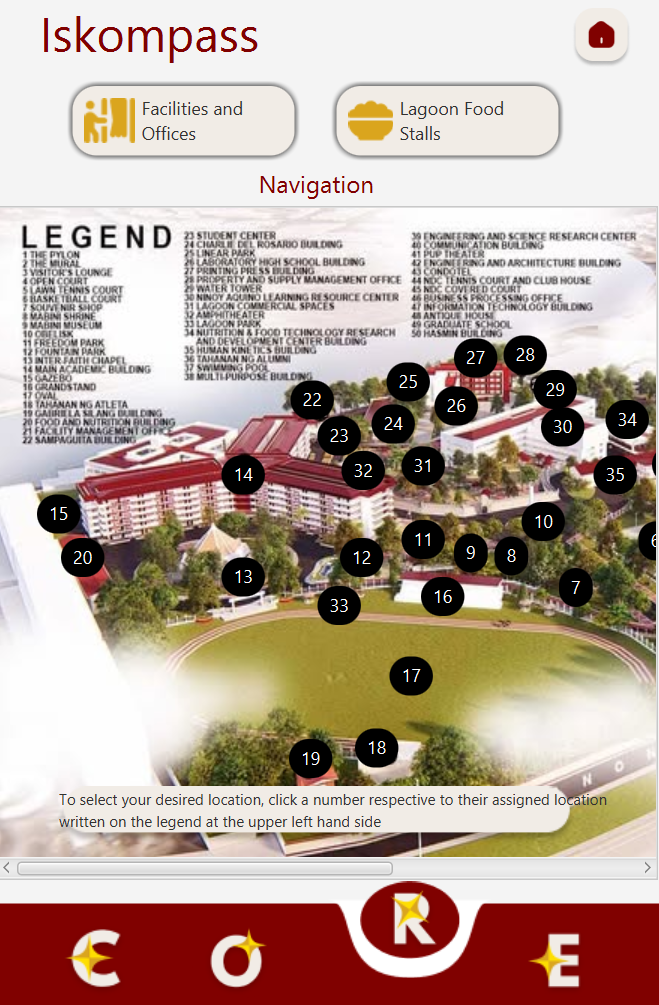 Iskompass
Facilities and
Offices
Lagoon Food
Stalls
Navigation
LEGEND
1 THE PYLON
2 THE MURAL
3 VISITOR'S LOUNGE
4 OPEN COURT
5 LAWN TENNIS COURT
6 BASKETBALL COURT
7 SOUVENIR SHOP
8 MABINI SHRINE
9 MABINI MUSEUM
10 OBELISK
11 FREEDOM PARK
12 FOUNTAIN PARK
13 INTER-FAITH CHAPEL
14 MAIN ACADEMIC BUILDING
15 GAZEBO
16 GRANDSTAND
17 OVAL
18 TAHANAN NG ATLETA
19 GABRIELA SILANG BUILDING
20 FOOD AND NUTRITION BUILDING
21 FACILITY MANAGEMENT OFFICE
22 SAMPAGUITA BUILDING
23 STUDENT CENTER
24 CHARLIE DEL ROSARIO BUILDING
25 LINEAR PARK
26 LABORATORY HIGH SCHOOL BUILDING
27 PRINTING PRESS BUILDING
28 PROPERTY AND SUPPLY MANAGEMENT OFFICE
29 WATER TOWER
30 NINOY AQUINO LEARNING RESOURCE CENTER
31 LAGOON COMMERCIAL SPACES
32 AMPHITHEATER
33 LAGOON PARK
34 NUTRITION & FOOD TECHNOLOGY RESEARCH
AND DEVELOPMENT CENTER BUILDING
35 HUMAN KINETICS BUILDING
36 TAHANAN NG ALUMNI
37 SWIMMING POOL
38 MULTI-PURPOSE BUILDING
39 ENGINEERING AND SCIENCE RESEARCH CENTER
40 COMMUNICATION BUILDING
41 PUP THEATER
42 ENGINEERING AND ARCHITECTURE BUILDING
43 CONDOTEL
44 NDC TENNIS COURT AND CLUB HOUSE
45 NDC COVERED COURT
46 BUSINESS PROCESSING OFFICE
47 INFORMATION TECHNOLOGY BUILDING
48 ANTIQUE HOUSE
49 GRADUATE SCHOOL
50 HASMIN BUILDING
27
28
25
29
22
26
34
24
30
23
31
32
14
35
15
10
11
9
8
12
20
6
13
7
16
33
17
18
19
N O N
To select your desired location, click a number respective to their assigned location
written on the legend at the upper left hand side
C O R E